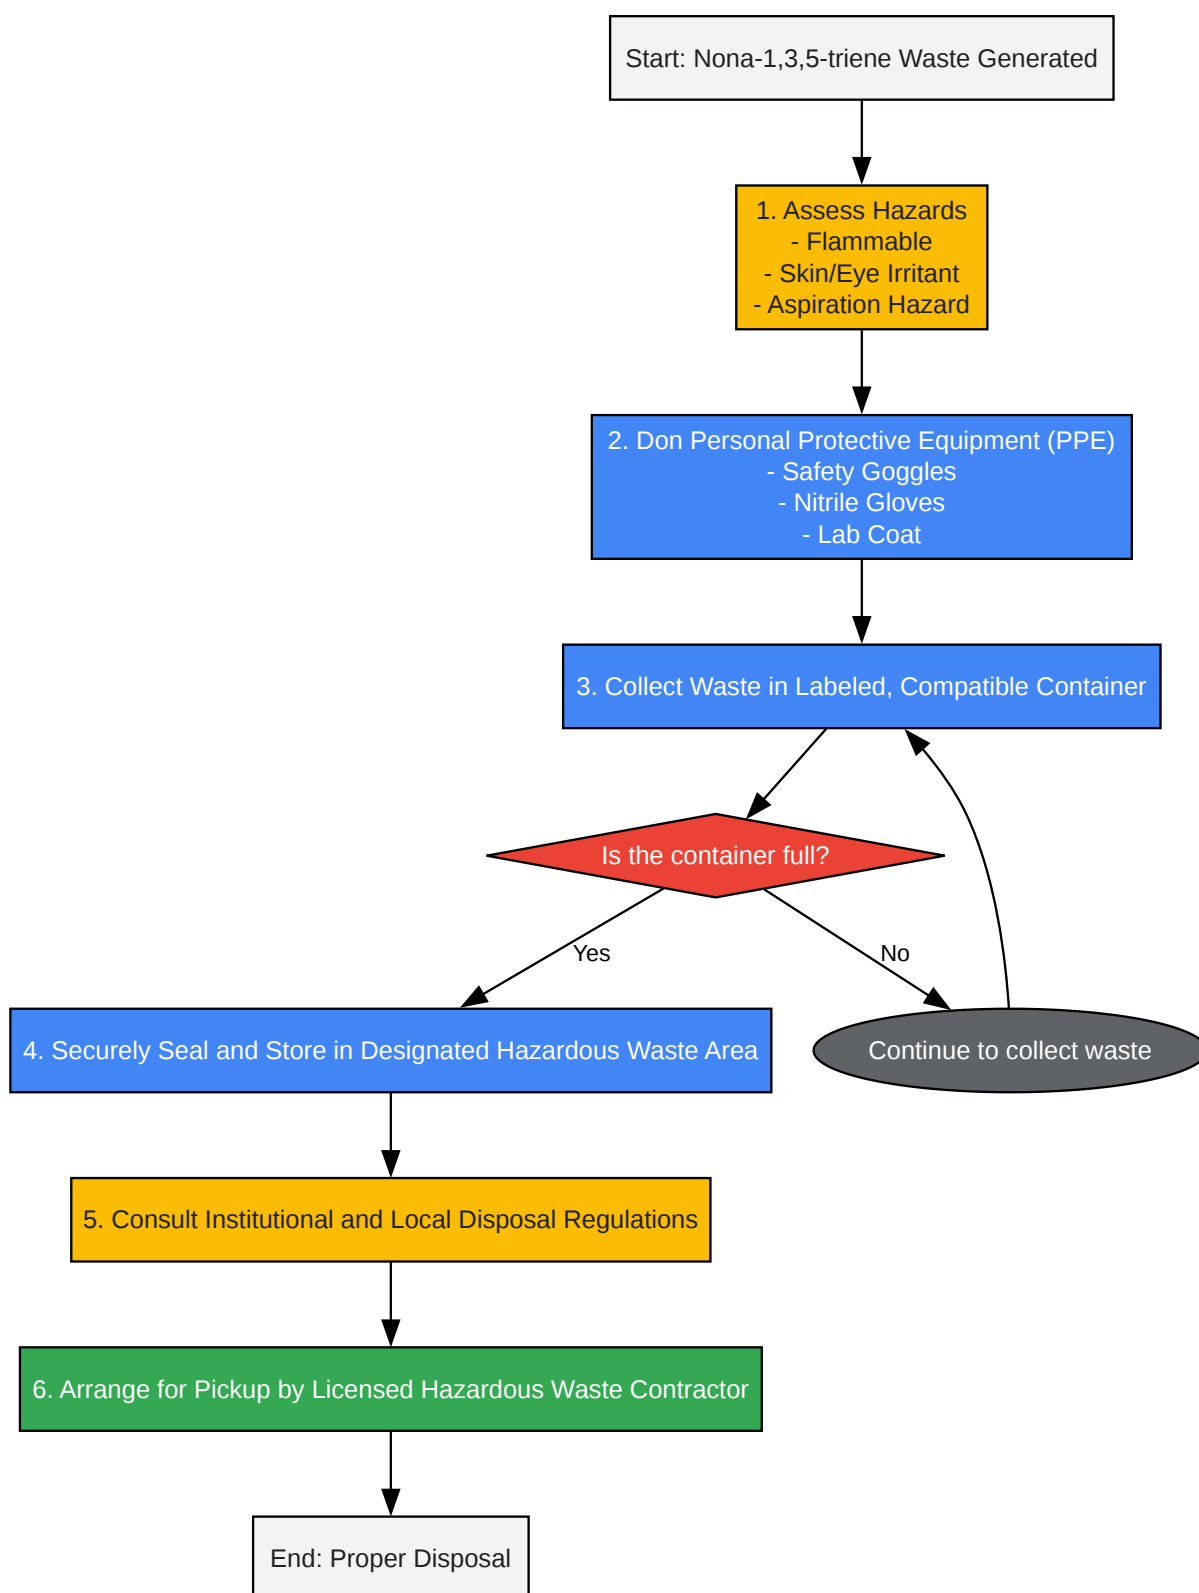 Start: Nona-1,3,5-triene Waste Generated
1. Assess Hazards
- Flammable
- Skin/Eye Irritant
- Aspiration Hazard
2. Don Personal Protective Equipment (PPE)
- Safety Goggles
- Nitrile Gloves
- Lab Coat
3. Collect Waste in Labeled, Compatible Container
Is the container full?
Yes
No
4. Securely Seal and Store in Designated Hazardous Waste Area
Continue to collect waste
5. Consult Institutional and Local Disposal Regulations
6. Arrange for Pickup by Licensed Hazardous Waste Contractor
End: Proper Disposal